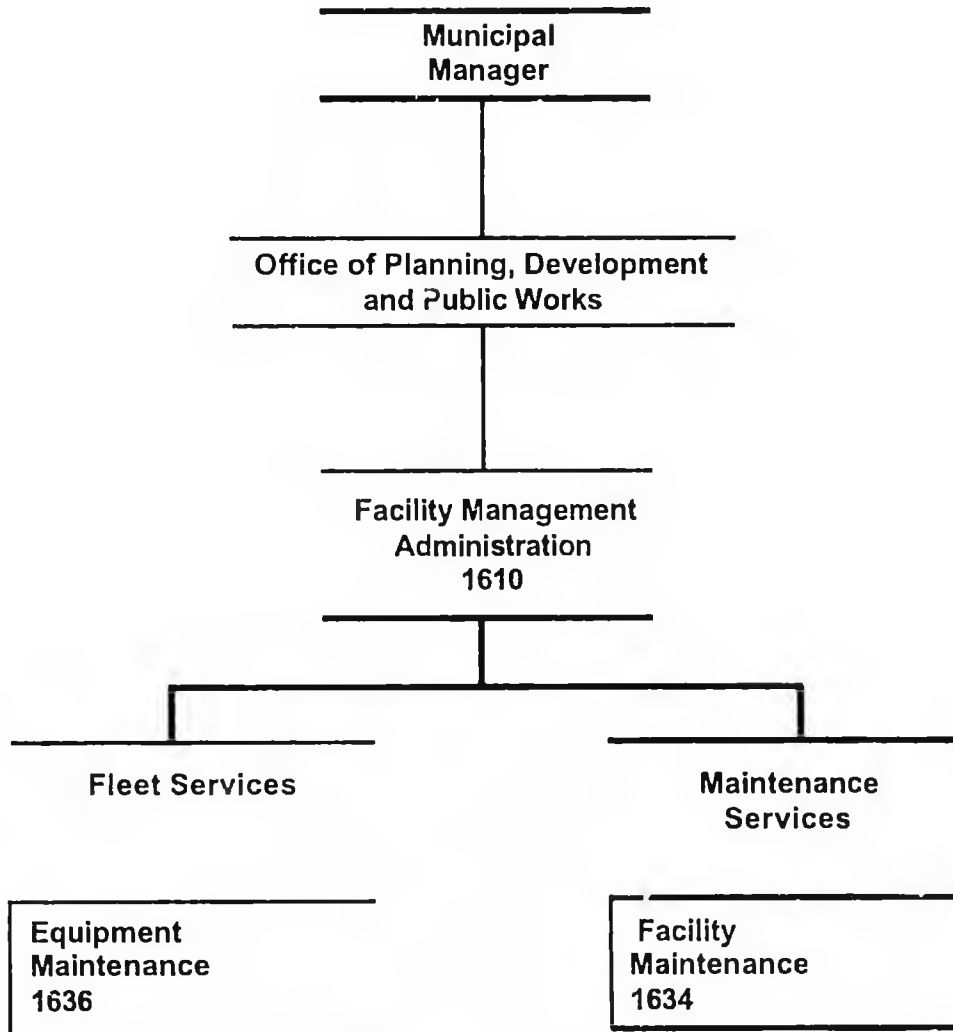 Municipal
Manager
Office of Planning, Development
and Public Works
Facility Management
Administration
1610
Fleet Services
Maintenance
Services
Equipment
Maintenance
1636
Facility
Maintenance
1634